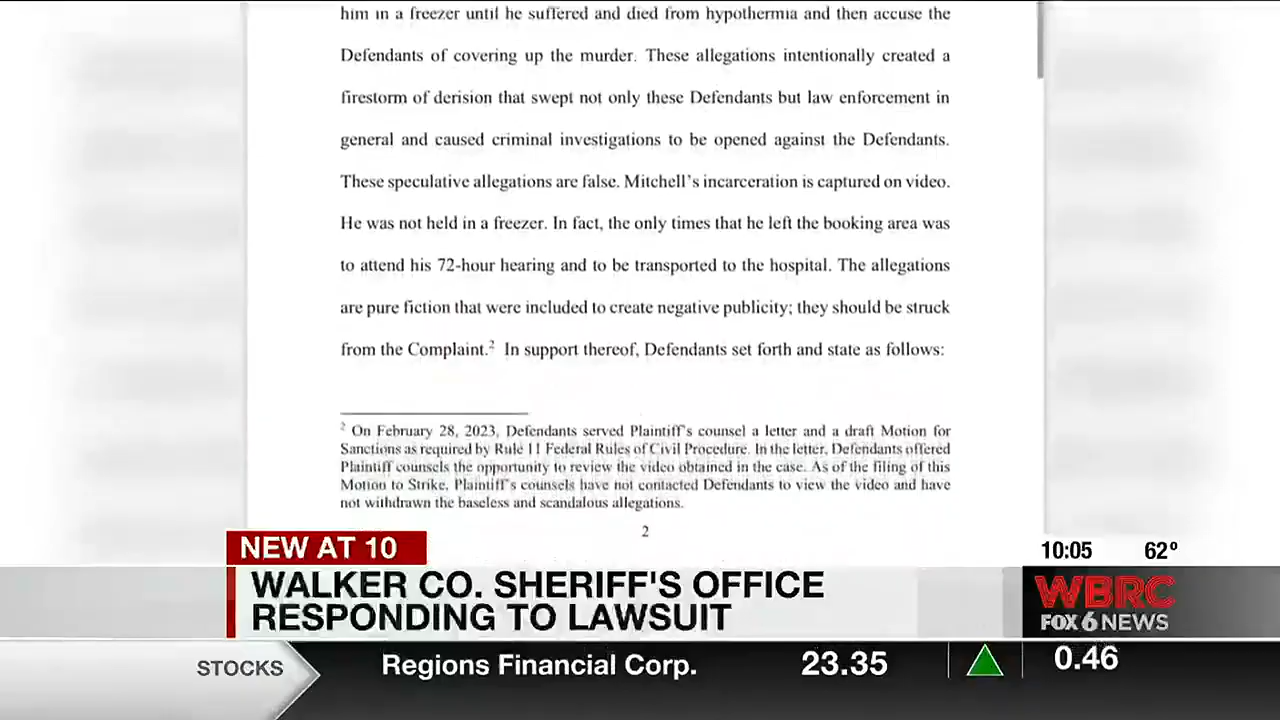 him in a freezer until he suffered and died from hypothermia and then accuse the
Defendants of covering up the murder. These allegations intentionally created a
firestorm of derision that swept not only these Defendants but law enforcement in
general and caused criminal investigations to be opened against the Defendants.
These speculative allegations are false. Mitchell's incarceration is captured on video.
He was not held in a freezer. In fact, the only times that he left the booking area was
to attend his 72-hour hearing and to be transported to the hospital. The allegations
are pure fiction that were included to create negative publicity; they should be struck
from the Complaint.2 In support thereof, Defendants set forth and state as follows:
2 On February 28, 2023, Defendants served Plaintiff's counsel a letter and a draft Motion for
Sanctions as required by Rule 11 Federal Rules of Civil Procedure. In the letter, Defendants offered
Plaintiff counsels the opportunity to review the video obtained in the case. As of the filing of this
Motion to Strike, Plaintiff's counsels have not contacted Defendants to view the video and have
not withdrawn the baseless and scandalous allegations.
2
NEW AT 10
WALKER CO. SHERIFF'S OFFICE
RESPONDING TO LAWSUIT
10:05 62°
WBRC
FOX 6 NEWS
STOCKS Regions Financial Corp. 23.35 0.46